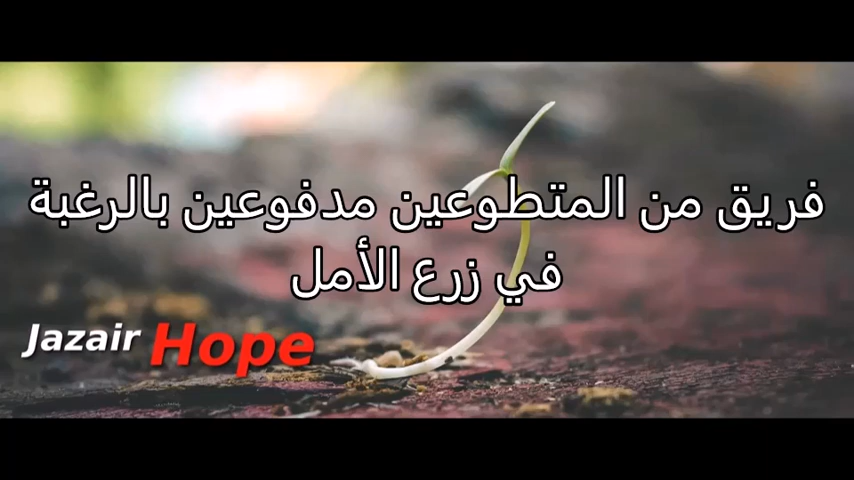 فريق من المتطوعين مدفوعين بالرغبة
في زرع الأمل
Jazair Hope